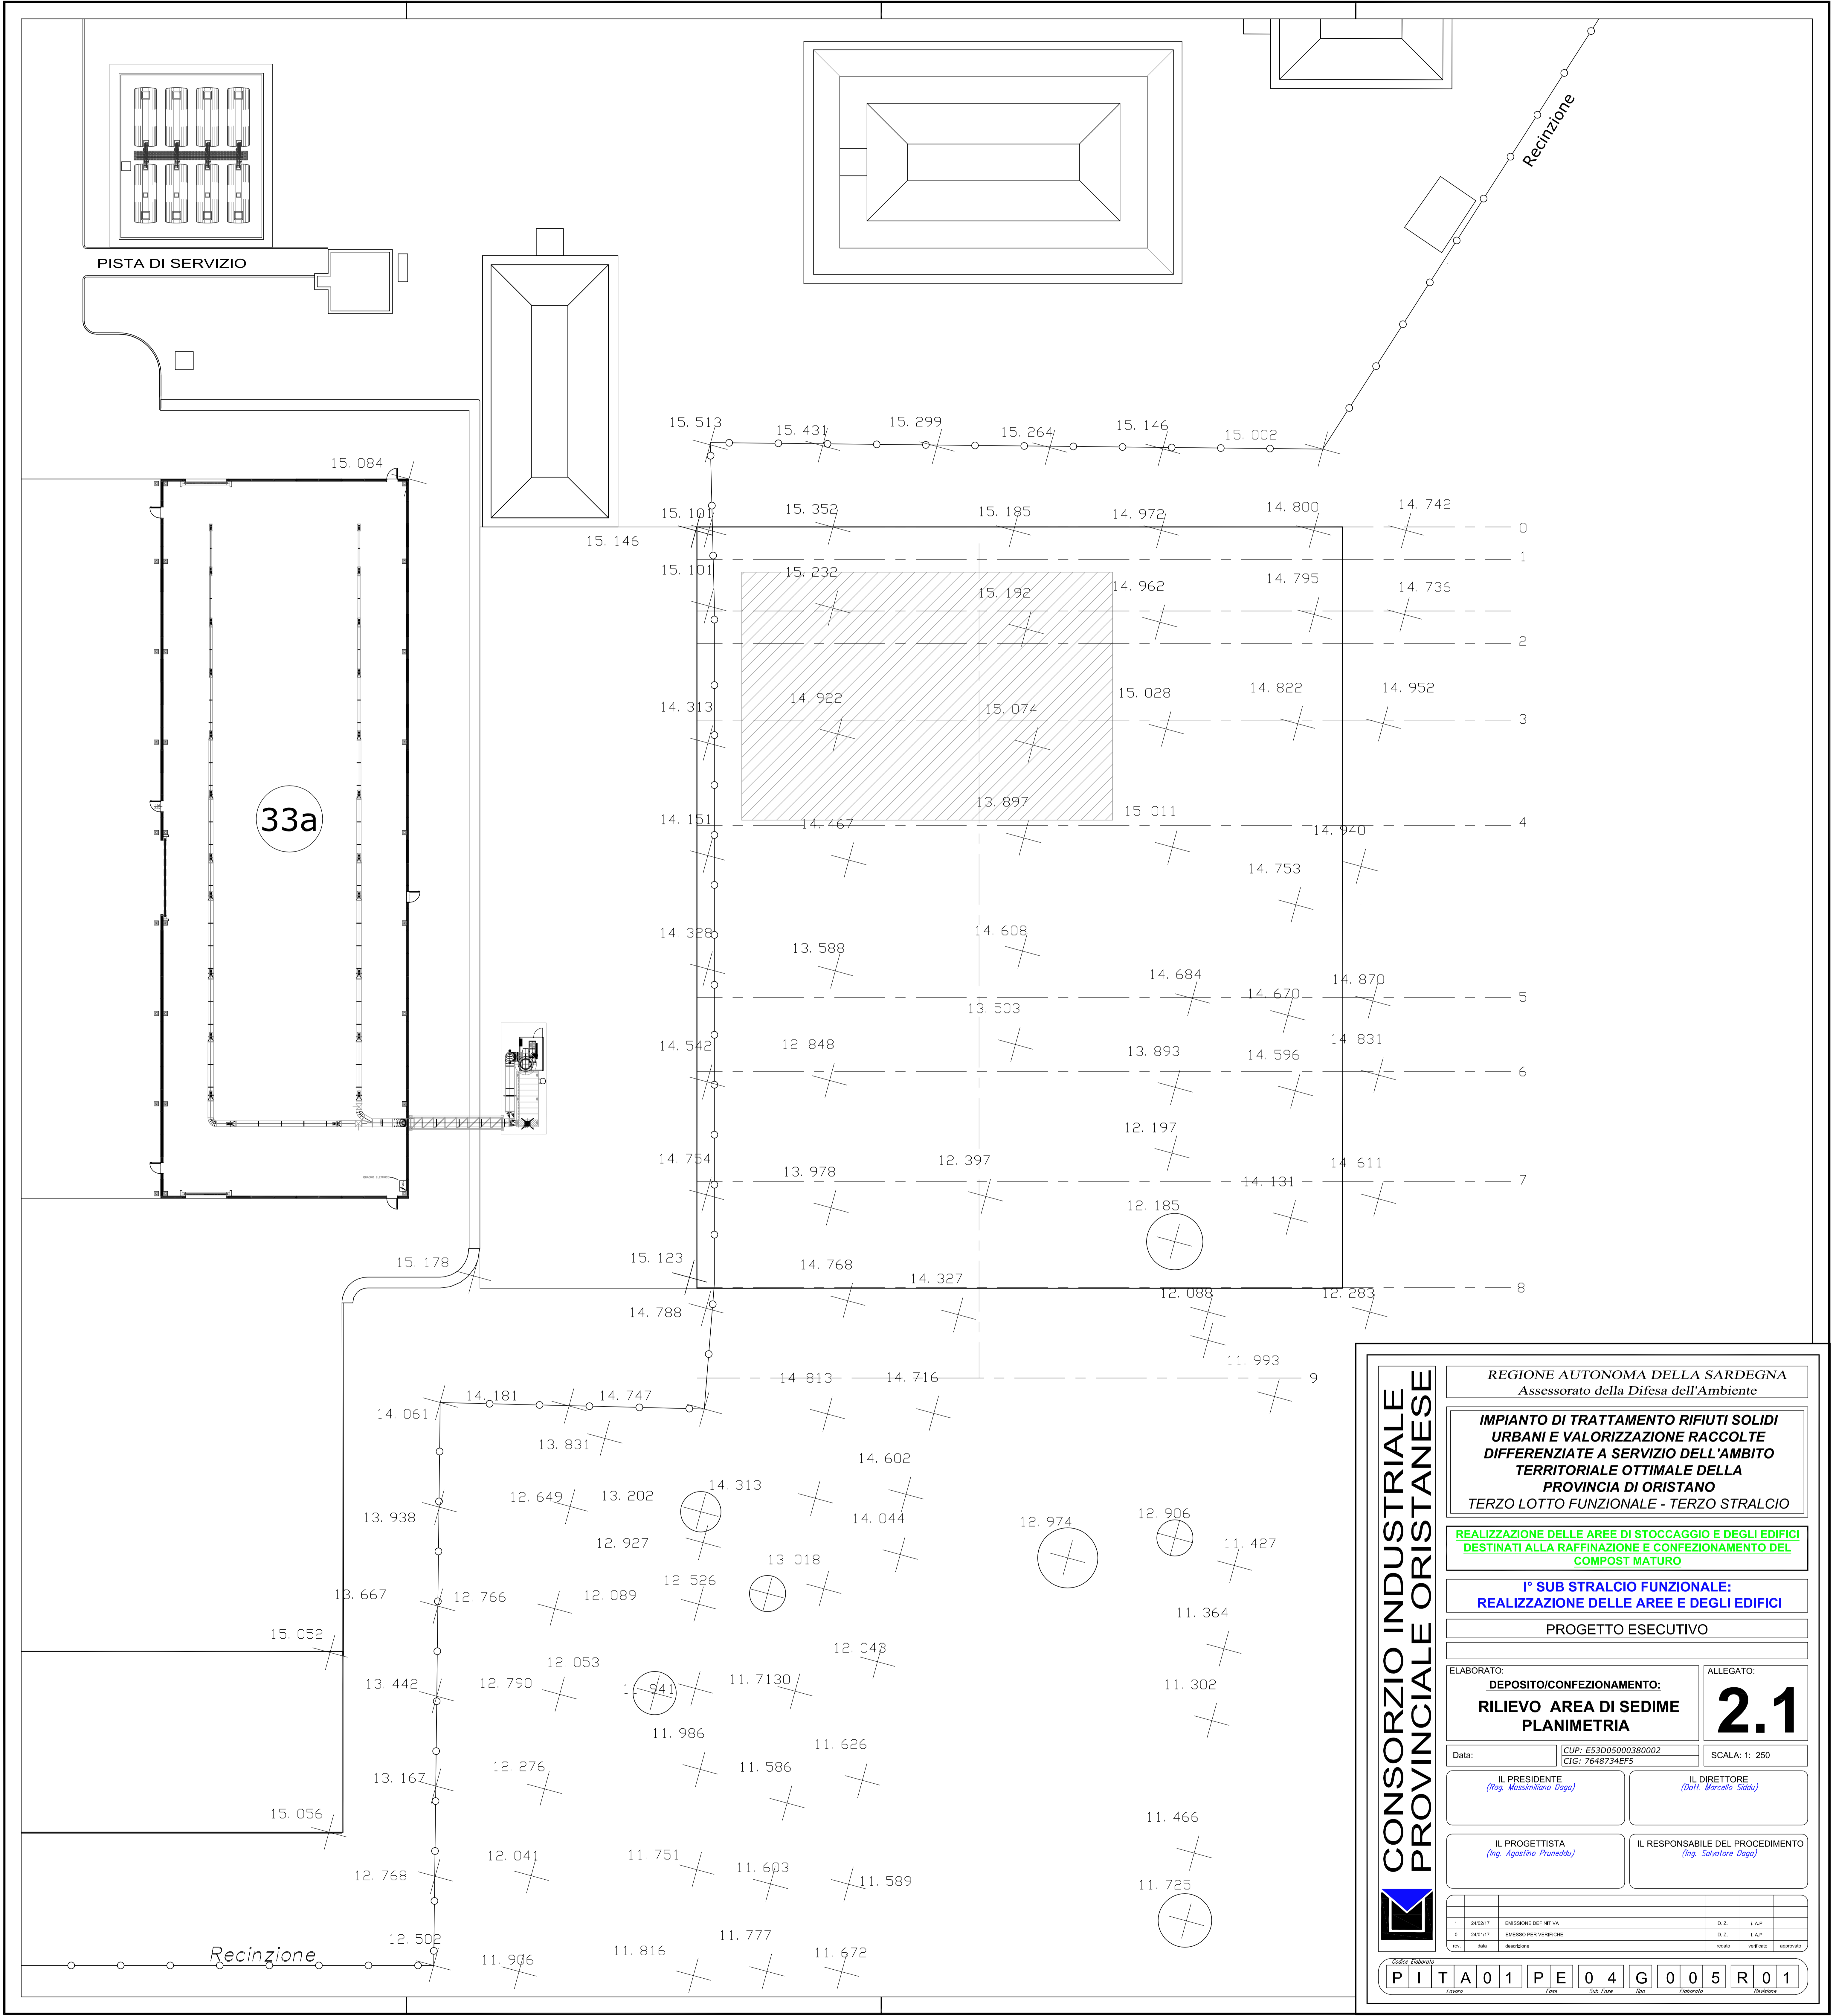 Recinzione
PISTA DI SERVIZIO
15. 513
15. 431
15. 299
15. 264
15. 146
15. 002
15. 084
15. 101
15. 352
15. 185
14. 972
14. 800
14. 742
0
15. 146
1
15. 101
15. 232
15. 192
14. 962
14. 795
14. 736
2
14. 313
14. 922
15. 074
15. 028
14. 822
14. 952
3
33a
14. 151
14. 467
13. 897
15. 011
14. 940
4
14. 753
14. 328
13. 588
14. 608
14. 684
14. 670
14. 870
5
13. 503
14. 542
12. 848
13. 893
14. 596
14. 831
6
12. 197
14. 754
13. 978
12. 397
14. 131
14. 611
7
12. 185
QUADRO ELETTRICO
15. 178
15. 123
14. 768
14. 327
8
14. 788
12. 088
12. 283
11. 993
14. 813
14. 716
9
14. 061
14. 181
14. 747
13. 831
14. 602
12. 649
13. 202
14. 313
13. 938
14. 044
12. 974
12. 906
12. 927
13. 018
11. 427
12. 526
13. 667
12. 766
12. 089
11. 364
15. 052
12. 043
12. 053
13. 442
12. 790
11. 941
11. 7130
11. 302
11. 986
11. 626
13. 167
12. 276
11. 586
15. 056
11. 466
12. 768
12. 041
11. 751
11. 603
11. 589
11. 725
12. 502
Recinzione
11. 906
11. 816
11. 777
11. 672
CONSORZIO INDUSTRIALE
PROVINCIALE ORISTANESE
REGIONE AUTONOMA DELLA SARDEGNA
Assessorato della Difesa dell'Ambiente
IMPIANTO DI TRATTAMENTO RIFIUTI SOLIDI
URBANI E VALORIZZAZIONE RACCOLTE
DIFFERENZIATE A SERVIZIO DELL'AMBITO
TERRITORIALE OTTIMALE DELLA
PROVINCIA DI ORISTANO
TERZO LOTTO FUNZIONALE - TERZO STRALCIO
REALIZZAZIONE DELLE AREE DI STOCCAGGIO E DEGLI EDIFICI
DESTINATI ALLA RAFFINAZIONE E CONFEZIONAMENTO DEL
COMPOST MATURO
I° SUB STRALCIO FUNZIONALE:
REALIZZAZIONE DELLE AREE E DEGLI EDIFICI
PROGETTO ESECUTIVO
ELABORATO:
DEPOSITO/CONFEZIONAMENTO:
RILIEVO AREA DI SEDIME
PLANIMETRIA
ALLEGATO:
2.1
Data:
CUP: E53D05000380002
CIG: 7648734EF5
SCALA: 1: 250
IL PRESIDENTE
(Rag. Massimiliano Daga)
IL DIRETTORE
(Dott. Marcello Siddu)
IL PROGETTISTA
(Ing. Agostino Pruneddu)
IL RESPONSABILE DEL PROCEDIMENTO
(Ing. Salvatore Daga)
1 24/02/17 EMISSIONE DEFINITIVA D. Z. I. A.P.
0 24/01/17 EMESSO PER VERIFICHE D. Z. I. A.P.
rev. data descrizione redatto verificato approvato
Codice Elaborato
P I T A 0 1 P E 0 4 G 0 0 5 R 0 1
Lavoro Fase Sub Fase Tipo Elaborato Revisione